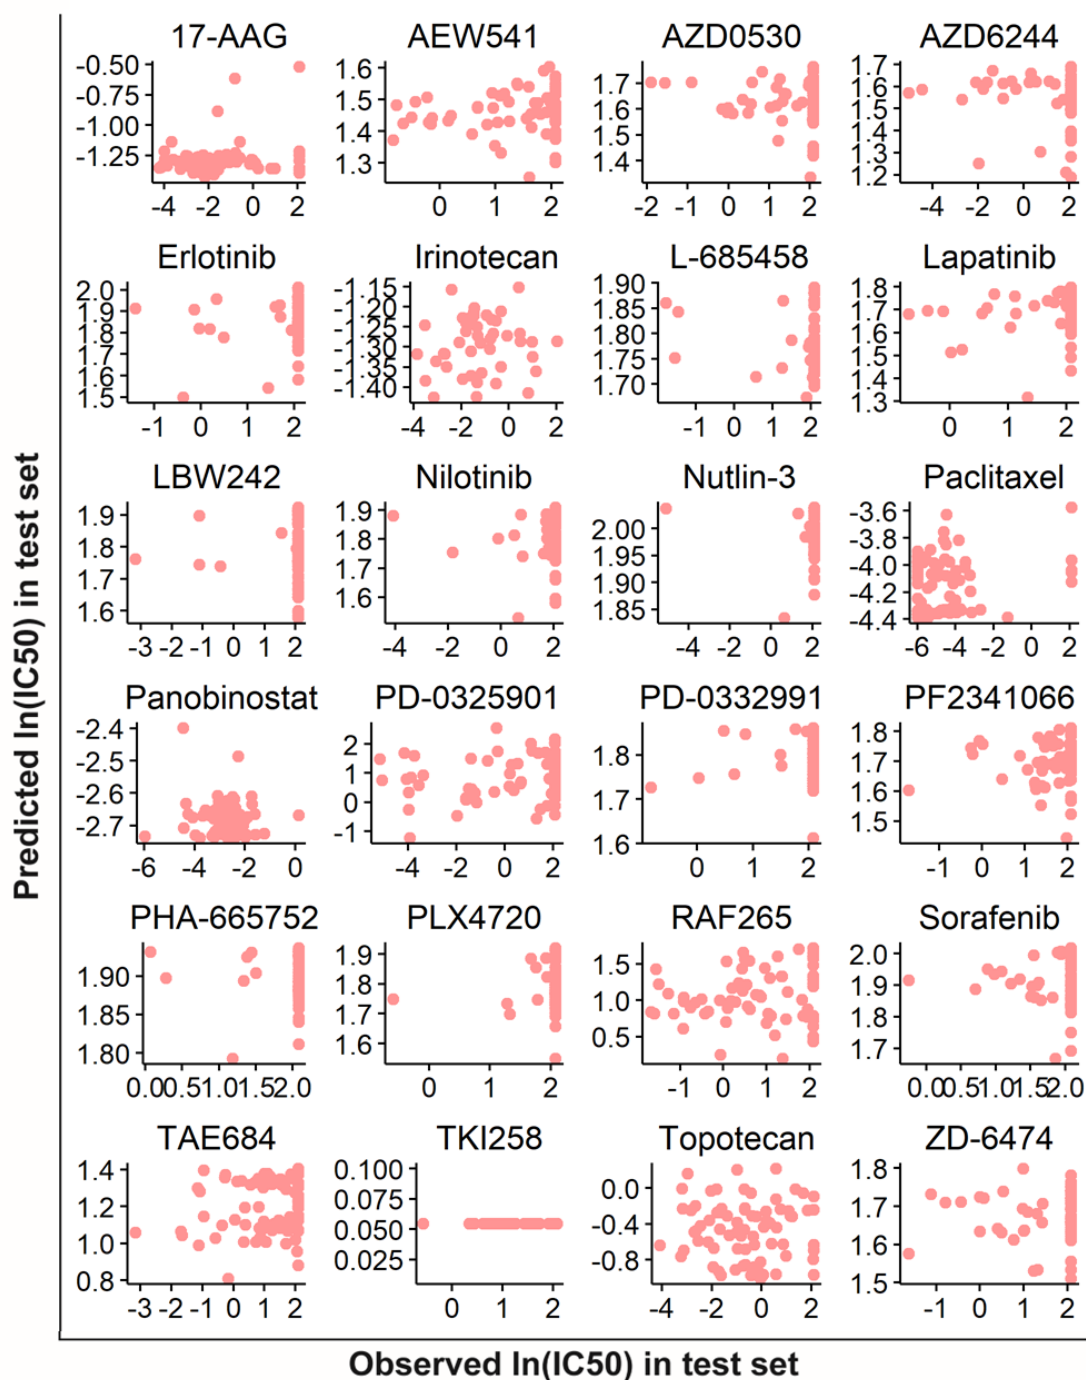 17-AAG AEW541 AZD0530 AZD6244
-0.50 -0.75 -1.00 -1.25
-4 -2 0 2
1.6 1.5 1.4 1.3
0 1 2
1.7 1.6 1.5 1.4
-2 -1 0 1 2
1.7 1.6 1.5 1.4 1.3 1.2
-4 -2 0 2
Erlotinib Irinotecan L-685458 Lapatinib
2.0 1.9 1.8 1.7 1.6 1.5
-1 0 1 2
-1.15 -1.20 -1.25 -1.30 -1.35 -1.40
-4 -2 0 2
1.90 1.85 1.80 1.75 1.70
-1 0 1 2
1.8 1.7 1.6 1.5 1.4 1.3
0 1 2
LBW242 Nilotinib Nutlin-3 Paclitaxel
1.9 1.8 1.7 1.6
-3 -2 -1 0 1 2
1.9 1.8 1.7 1.6
-4 -2 0 2
2.00 1.95 1.90 1.85
-4 -2 0 2
-3.6 -3.8 -4.0 -4.2 -4.4
-6 -4 -2 0 2
Panobinostat PD-0325901 PD-0332991 PF2341066
-2.4 -2.5 -2.6 -2.7
-6 -4 -2 0
2 1 0 -1
-4 -2 0 2
1.8 1.7 1.6
0 1 2
1.8 1.7 1.6 1.5
-1 0 1 2
PHA-665752 PLX4720 RAF265 Sorafenib
1.90 1.85 1.80
0.0 0.5 1.0 1.5 2.0
1.9 1.8 1.7 1.6
0 1 2
1.5 1.0 0.5
-1 0 1 2
2.0 1.9 1.8 1.7
0.0 0.5 1.0 1.5 2.0
TAE684 TKI258 Topotecan ZD-6474
1.4 1.2 1.0 0.8
-3 -2 -1 0 1 2
0.100 0.075 0.050 0.025
0 1 2
0.0 -0.4 -0.8
-4 -2 0 2
1.8 1.7 1.6 1.5
-1 0 1 2
Predicted ln(IC50) in test set
Observed ln(IC50) in test set